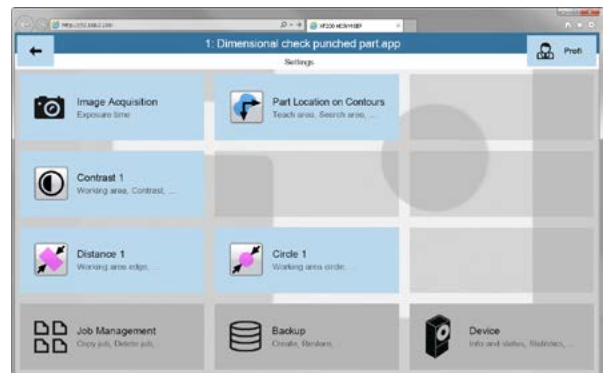 1: Dimensional check punched part.app
Settings
Profi
Image Acquisition
Exposure time
Part Location on Contours
Teach area, Search area, ...
Contrast 1
Working area, Contrast, ...
Distance 1
Working area edge, ...
Circle 1
Working area circle, ...
Job Management
Copy job, Delete job, ...
Backup
Create, Restore, ...
Device
Info and status, Statistics, ...